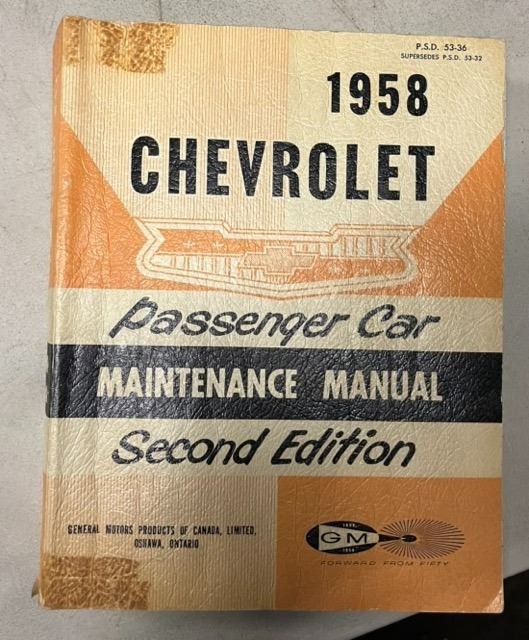 P.S.D. 53-36
SUPERSEDES P.S.D. 53-32
1958
CHEVROLET
Passenger Car
MAINTENANCE MANUAL
Second Edition
GENERAL MOTORS PRODUCTS OF CANADA, LIMITED,
OSHAWA, ONTARIO
GM
FORWARD FROM FIFTY